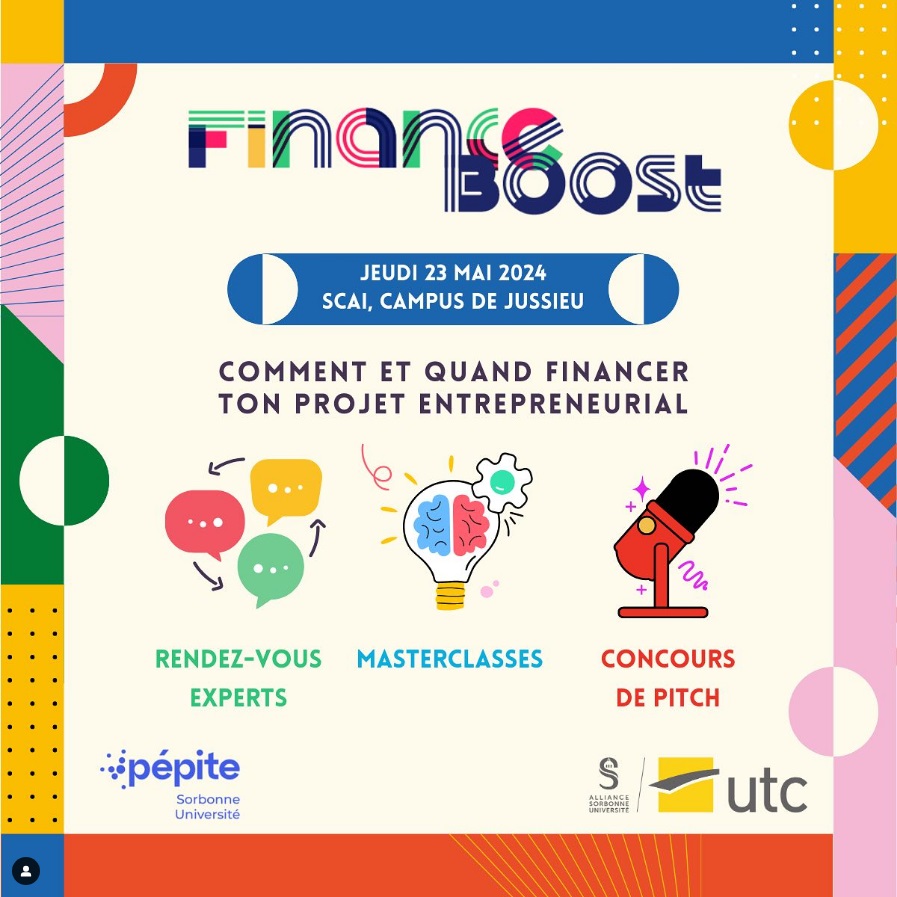 Finance
Boost
JEUDI 23 MAI 2024
SCAI, CAMPUS DE JUSSIEU
COMMENT ET QUAND FINANCER
TON PROJET ENTREPRENEURIAL
RENDEZ-VOUS
EXPERTS
MASTERCLASSES
CONCOURS
DE PITCH
pépite
Sorbonne
Université
ALLIANCE
SORBONNE
UNIVERSITÉ
utc